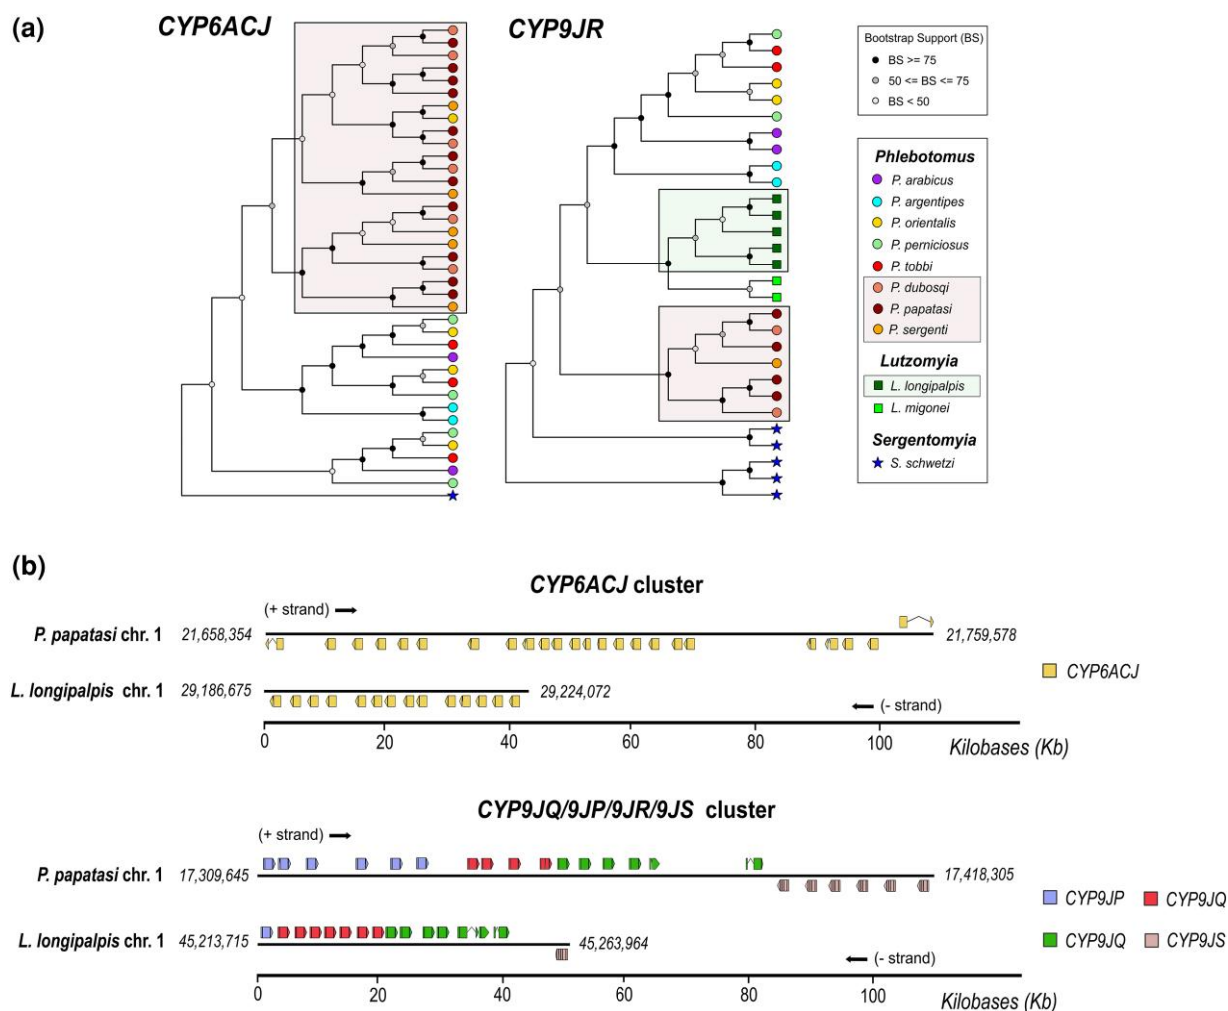 (a)
CYP6ACJ
CYP9JR
Bootstrap Support (BS)
BS >= 75
50 <= BS <= 75
BS < 50
Phlebotomus
P. arabicus
P. argentipes
P. orientalis
P. perniciosus
P. tobbi
P. dubosqi
P. papatasi
P. sergenti
Lutzomyia
L. longipalpis
L. migonei
Sergentomyia
S. schwetzi
(b)
CYP6ACJ cluster
(+ strand)
P. papatasi chr. 1 21,658,354 21,759,578
CYP6ACJ
L. longipalpis chr. 1 29,186,675 29,224,072
(- strand)
0 20 40 60 80 100
Kilobases (Kb)
CYP9JQ/9JP/9JR/9JS cluster
(+ strand)
P. papatasi chr. 1 17,309,645 17,418,305
CYP9JP CYP9JQ
L. longipalpis chr. 1 45,213,715 45,263,964
CYP9JQ CYP9JS
(- strand)
0 20 40 60 80 100
Kilobases (Kb)